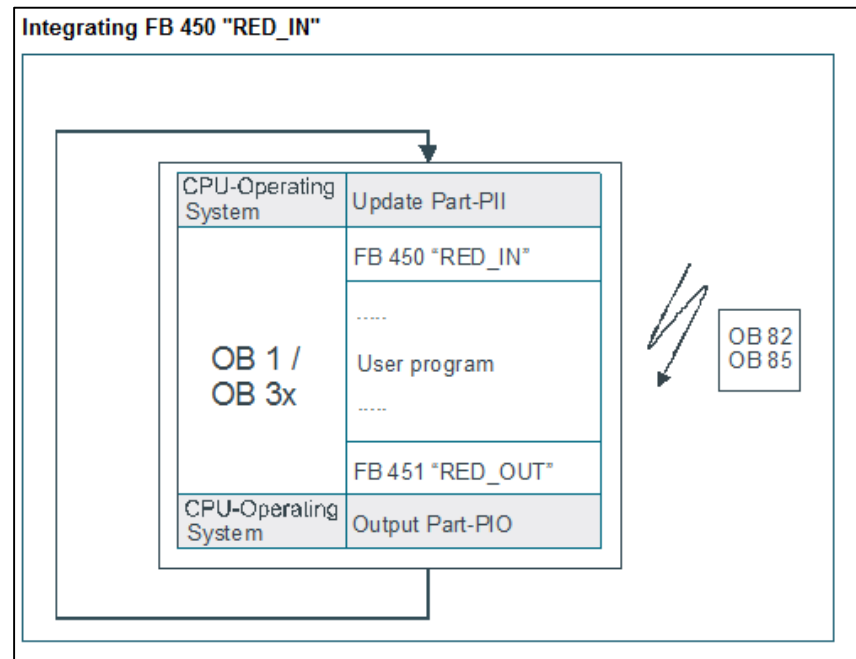 Integrating FB 450 "RED_IN"
CPU-Operating
System
Update Part-PII
FB 450 “RED_IN”
-----
OB 1 /
OB 3x
User program
-----
FB 451 “RED_OUT”
CPU-Operating
System
Output Part-PIO
OB 82
OB 85